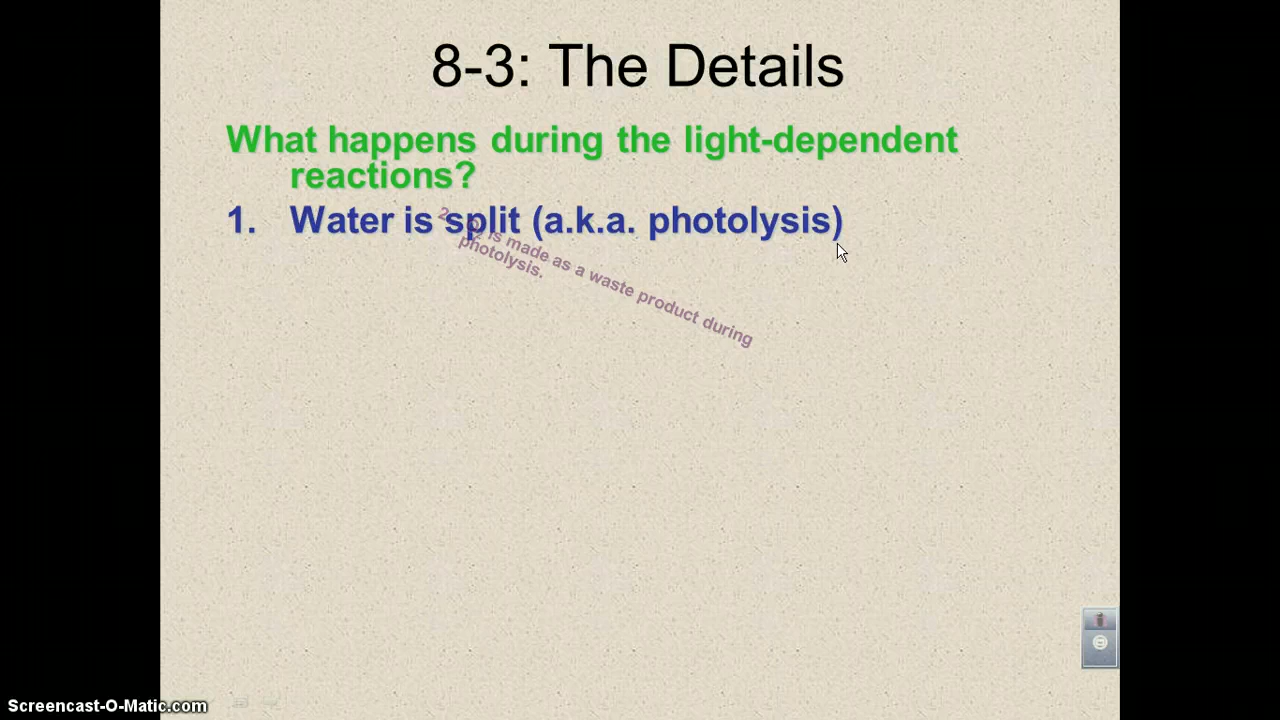 8-3: The Details
What happens during the light-dependent
reactions?
1. Water is split (a.k.a. photolysis)
2. O₂ is made as a waste product during
photolysis.
Screencast-O-Matic.com